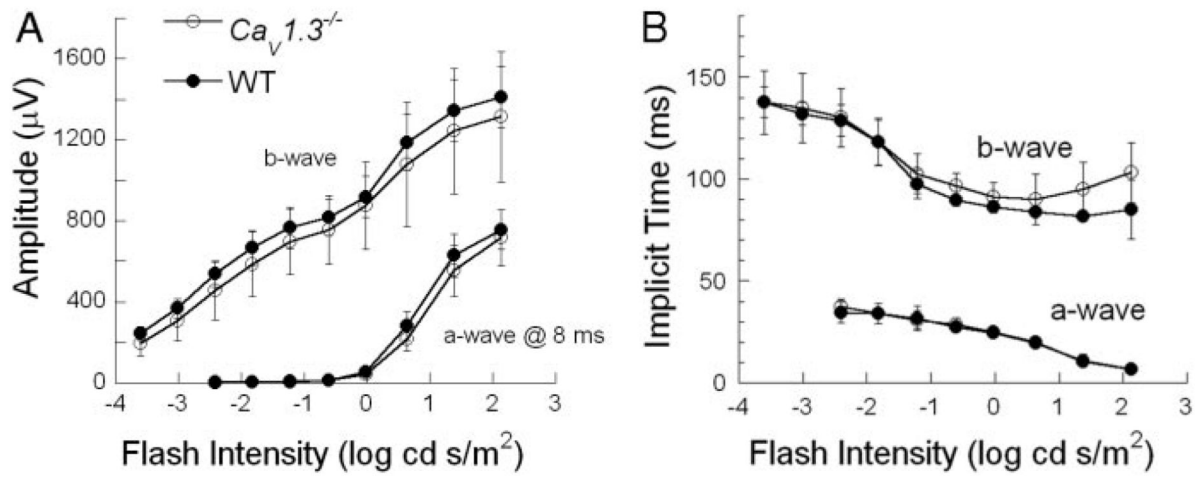 A
Ca_V1.3^-/-
WT
1600
1200
800
400
0
b-wave
a-wave @ 8 ms
-4 -3 -2 -1 0 1 2 3
Amplitude (μV)
Flash Intensity (log cd s/m²)
B
150
100
50
0
b-wave
a-wave
-4 -3 -2 -1 0 1 2 3
Implicit Time (ms)
Flash Intensity (log cd s/m²)